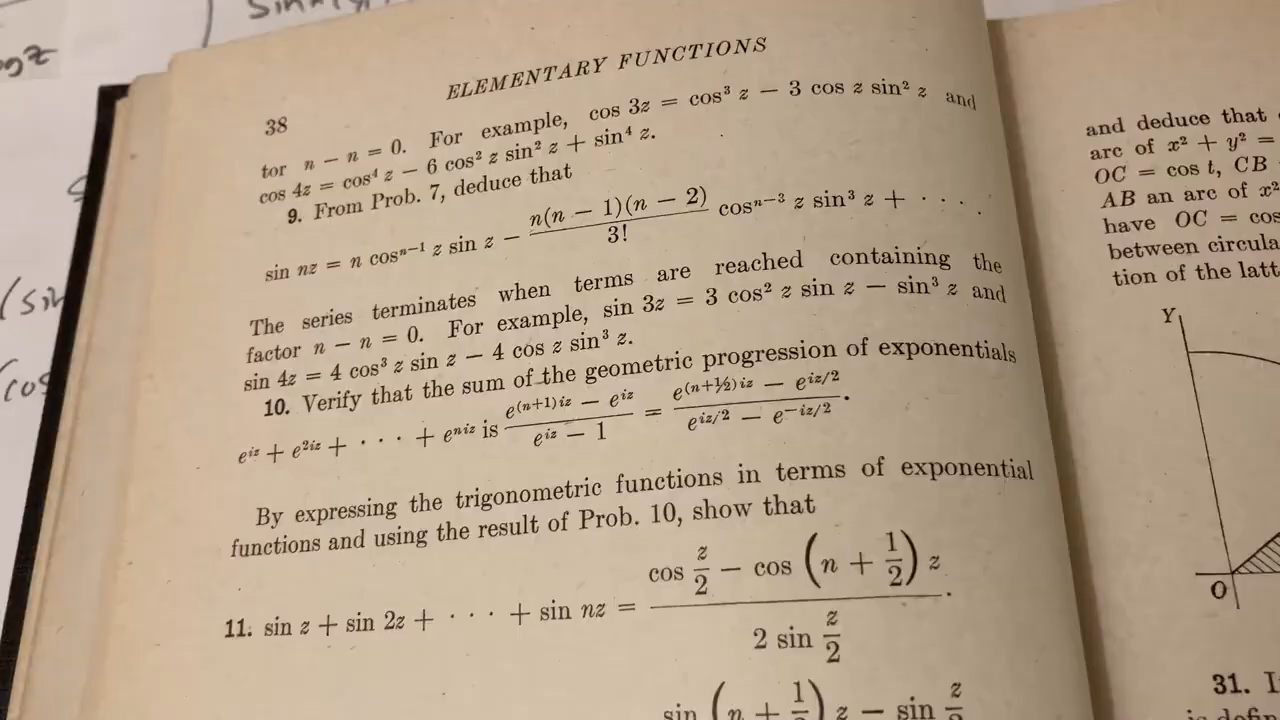 ELEMENTARY FUNCTIONS
38
tor n − n = 0. For example, cos 3z = cos³ z − 3 cos z sin² z and
cos 4z = cos⁴ z − 6 cos² z sin² z + sin⁴ z.
9. From Prob. 7, deduce that
sin nz = n cosⁿ⁻¹ z sin z − n(n − 1)(n − 2)/3! cosⁿ⁻³ z sin³ z + · · · .
The series terminates when terms are reached containing the
factor n − n = 0. For example, sin 3z = 3 cos² z sin z − sin³ z and
sin 4z = 4 cos³ z sin z − 4 cos z sin³ z.
10. Verify that the sum of the geometric progression of exponentials
e^{iz} + e^{2iz} + · · · + e^{niz} is (e^{(n+1)iz} − e^{iz})/(e^{iz} − 1) = (e^{(n+½)iz} − e^{iz/2})/(e^{iz/2} − e^{−iz/2}).
By expressing the trigonometric functions in terms of exponential
functions and using the result of Prob. 10, show that
11. sin z + sin 2z + · · · + sin nz = (cos z/2 − cos (n + 1/2) z)/(2 sin z/2).
sin (n + 1/2) z − sin z/2
and deduce that
arc of x² + y² =
OC = cos t, CB
AB an arc of x²
have OC = cos
between circula
tion of the latt
Y
O
31. I
is defin